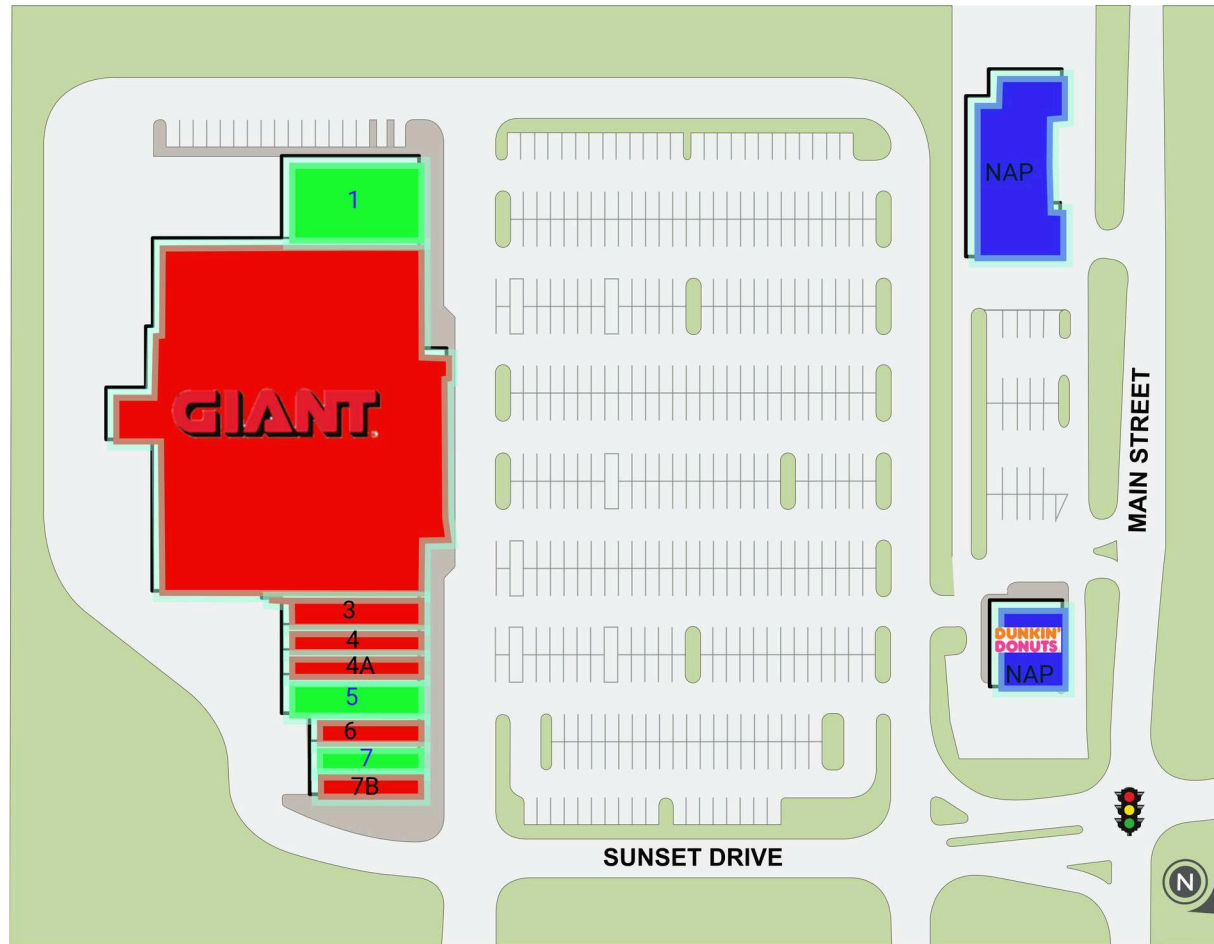 1
NAP
GIANT
MAIN STREET
3
4
4A
5
6
7
7B
DUNKIN'
DONUTS
NAP
SUNSET DRIVE
N